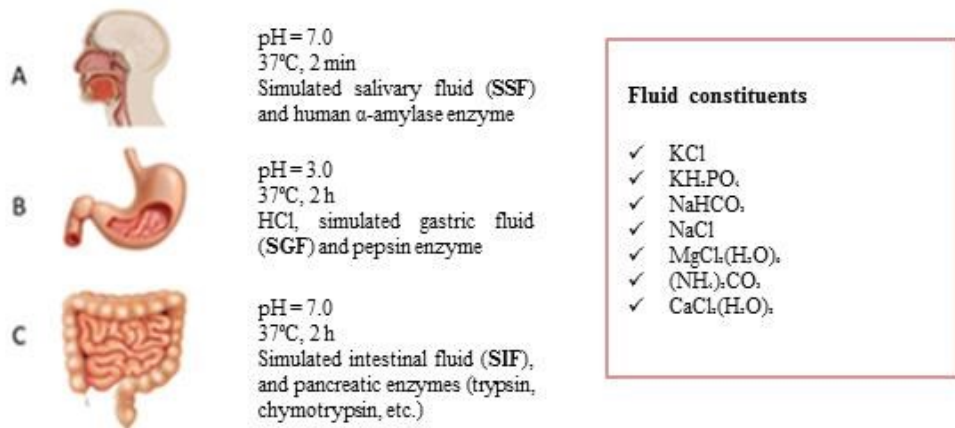 A
pH = 7.0
37ºC, 2 min
Simulated salivary fluid (SSF)
and human α-amylase enzyme
B
pH = 3.0
37ºC, 2 h
HCl, simulated gastric fluid
(SGF) and pepsin enzyme
C
pH = 7.0
37ºC, 2 h
Simulated intestinal fluid (SIF),
and pancreatic enzymes (trypsin,
chymotrypsin, etc.)
Fluid constituents
✓ KCl
✓ KH₂PO₄
✓ NaHCO₃
✓ NaCl
✓ MgCl₂(H₂O)₆
✓ (NH₄)₂CO₃
✓ CaCl₂(H₂O)₂